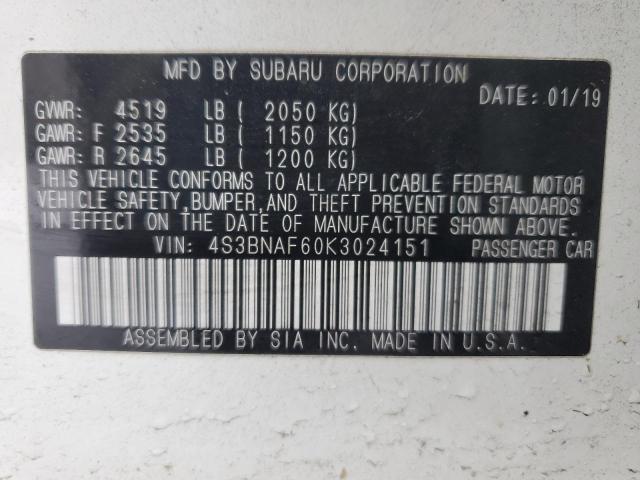 MFD BY SUBARU CORPORATION
DATE: 01/19
GVWR: 4519 LB ( 2050 KG)
GAWR: F 2535 LB ( 1150 KG)
GAWR: R 2645 LB ( 1200 KG)
THIS VEHICLE CONFORMS TO ALL APPLICABLE FEDERAL MOTOR
VEHICLE SAFETY, BUMPER, AND THEFT PREVENTION STANDARDS
IN EFFECT ON THE DATE OF MANUFACTURE SHOWN ABOVE.
VIN: 4S3BNAF60K3024151 PASSENGER CAR
ASSEMBLED BY SIA INC. MADE IN U.S.A.